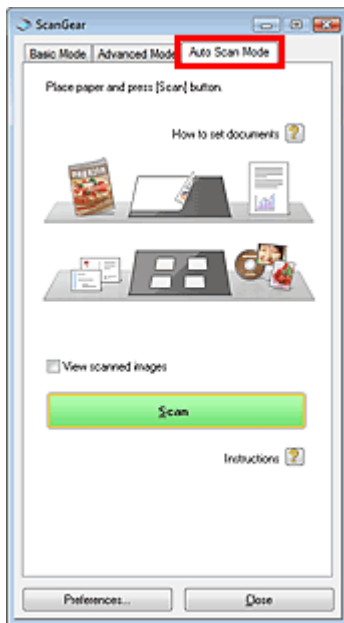 ScanGear
Basic Mode Advanced Mode Auto Scan Mode
Place paper and press [Scan] button.
How to set documents
View scanned images
Scan
Instructions
Preferences... Close